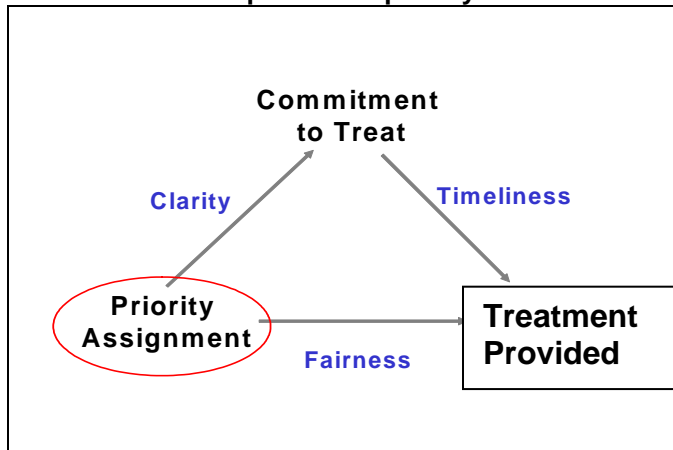 Commitment
to Treat
Clarity
Timeliness
Priority
Assignment
Treatment
Provided
Fairness